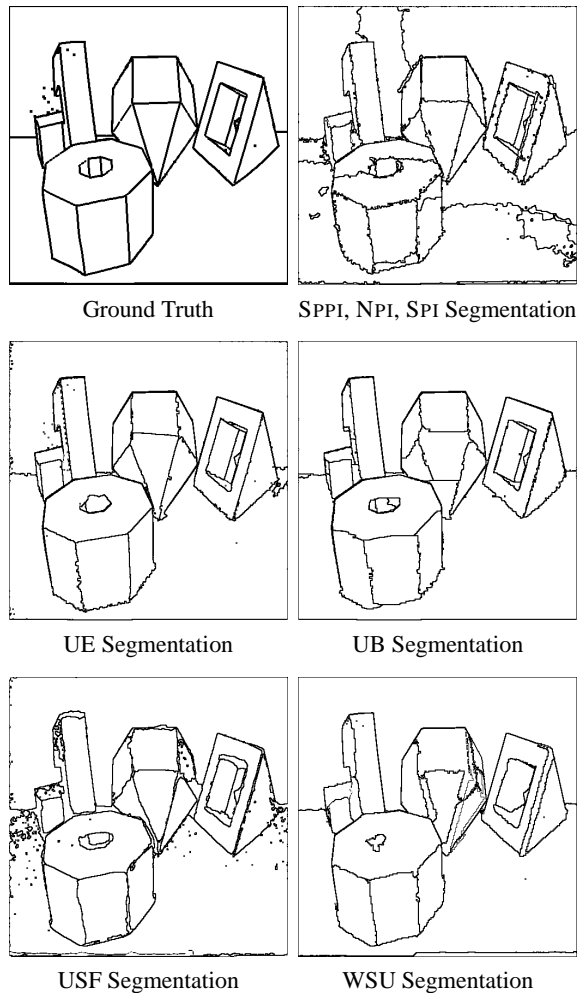 Ground Truth
SPPI, NPI, SPI Segmentation
UE Segmentation
UB Segmentation
USF Segmentation
WSU Segmentation